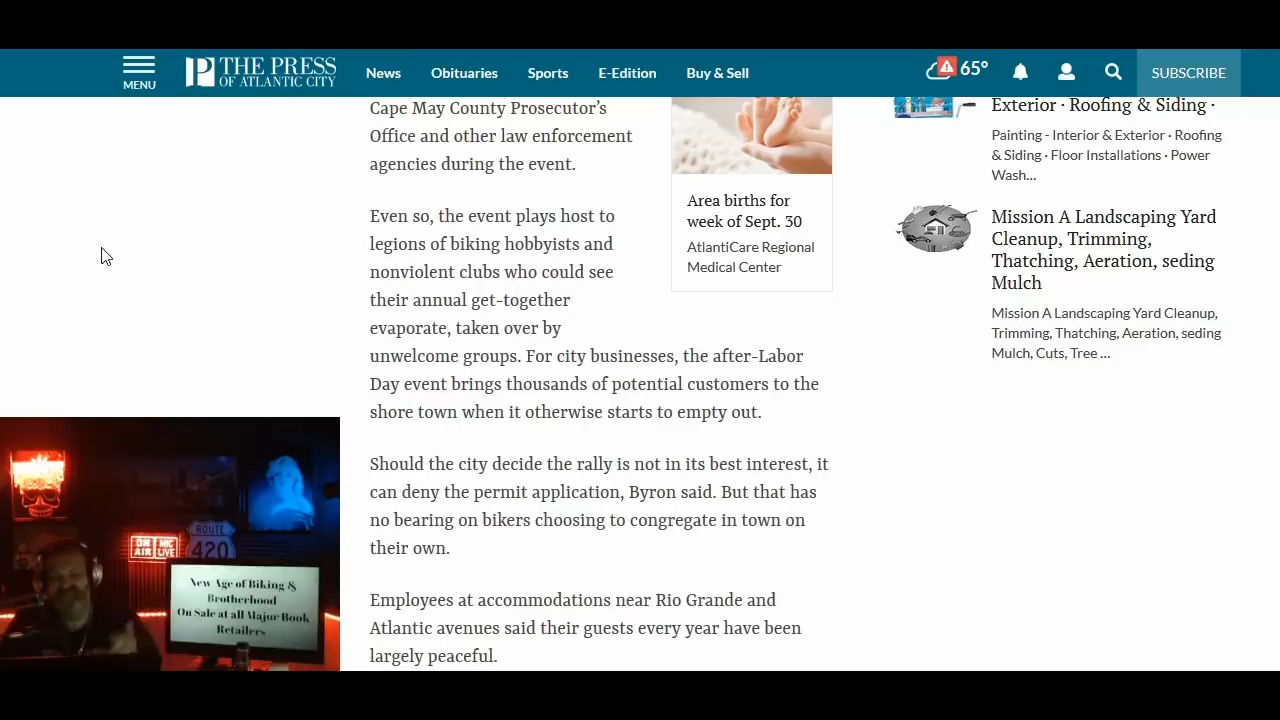 MENU
THE PRESS
OF ATLANTIC CITY
News
Obituaries
Sports
E-Edition
Buy & Sell
65°
SUBSCRIBE
Cape May County Prosecutor's
Office and other law enforcement
agencies during the event.
Even so, the event plays host to
legions of biking hobbyists and
nonviolent clubs who could see
their annual get-together
evaporate, taken over by
unwelcome groups. For city businesses, the after-Labor
Day event brings thousands of potential customers to the
shore town when it otherwise starts to empty out.
Should the city decide the rally is not in its best interest, it
can deny the permit application, Byron said. But that has
no bearing on bikers choosing to congregate in town on
their own.
Employees at accommodations near Rio Grande and
Atlantic avenues said their guests every year have been
largely peaceful.
Area births for
week of Sept. 30
AtlantiCare Regional
Medical Center
Exterior · Roofing & Siding ·
Painting - Interior & Exterior · Roofing
& Siding · Floor Installations · Power
Wash...
Mission A Landscaping Yard
Cleanup, Trimming,
Thatching, Aeration, seding
Mulch
Mission A Landscaping Yard Cleanup,
Trimming, Thatching, Aeration, seding
Mulch, Cuts, Tree ...
ROUTE
420
ON AIR
MIC LIVE
New Age of Biking &
Brotherhood
On Sale at all Major Book
Retailers